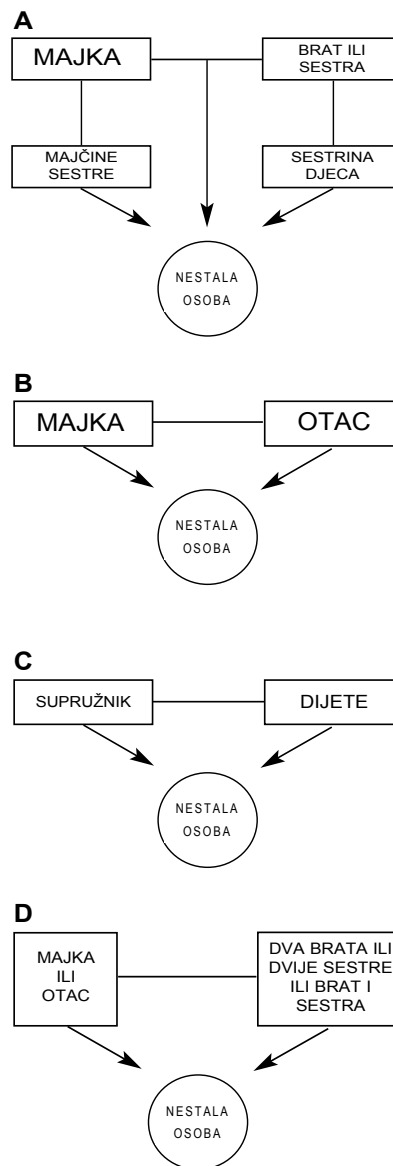 A
MAJKA
BRAT ILI
SESTRA
MAJČINE
SESTRE
SESTRINA
DJECA
NESTALA
OSOBA
B
MAJKA
OTAC
NESTALA
OSOBA
C
SUPRUŽNIK
DIJETE
NESTALA
OSOBA
D
MAJKA
ILI
OTAC
DVA BRATA ILI
DVIJE SESTRE
ILI BRAT I
SESTRA
NESTALA
OSOBA